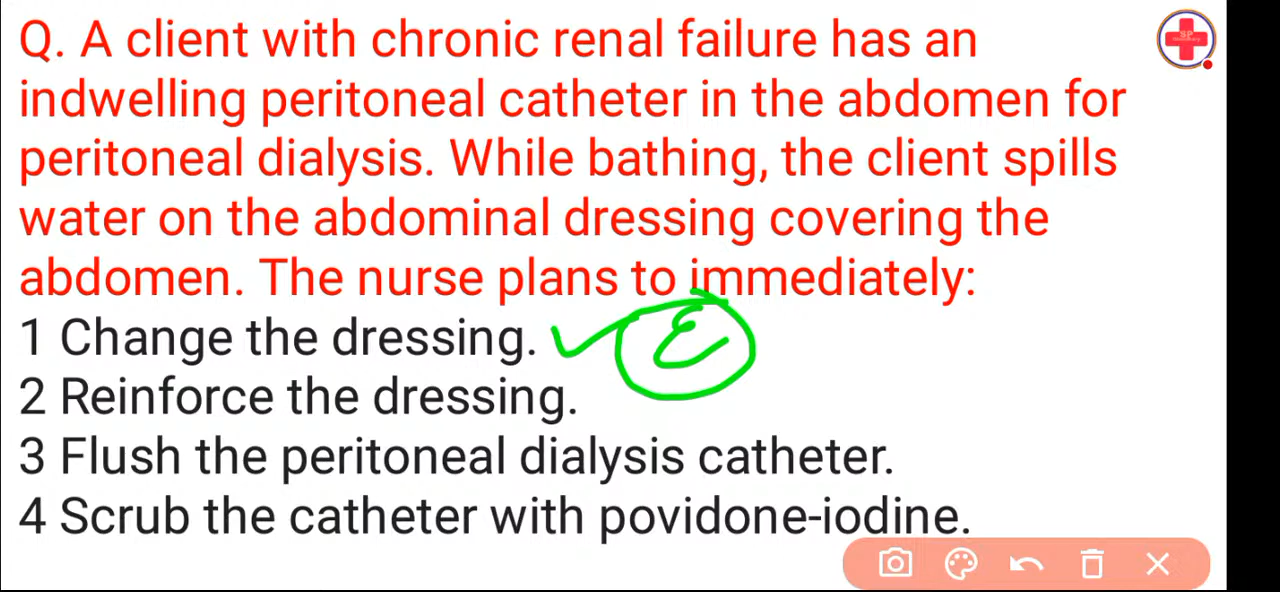 Q. A client with chronic renal failure has an
indwelling peritoneal catheter in the abdomen for
peritoneal dialysis. While bathing, the client spills
water on the abdominal dressing covering the
abdomen. The nurse plans to immediately:
1 Change the dressing.
2 Reinforce the dressing.
3 Flush the peritoneal dialysis catheter.
4 Scrub the catheter with povidone-iodine.
SP